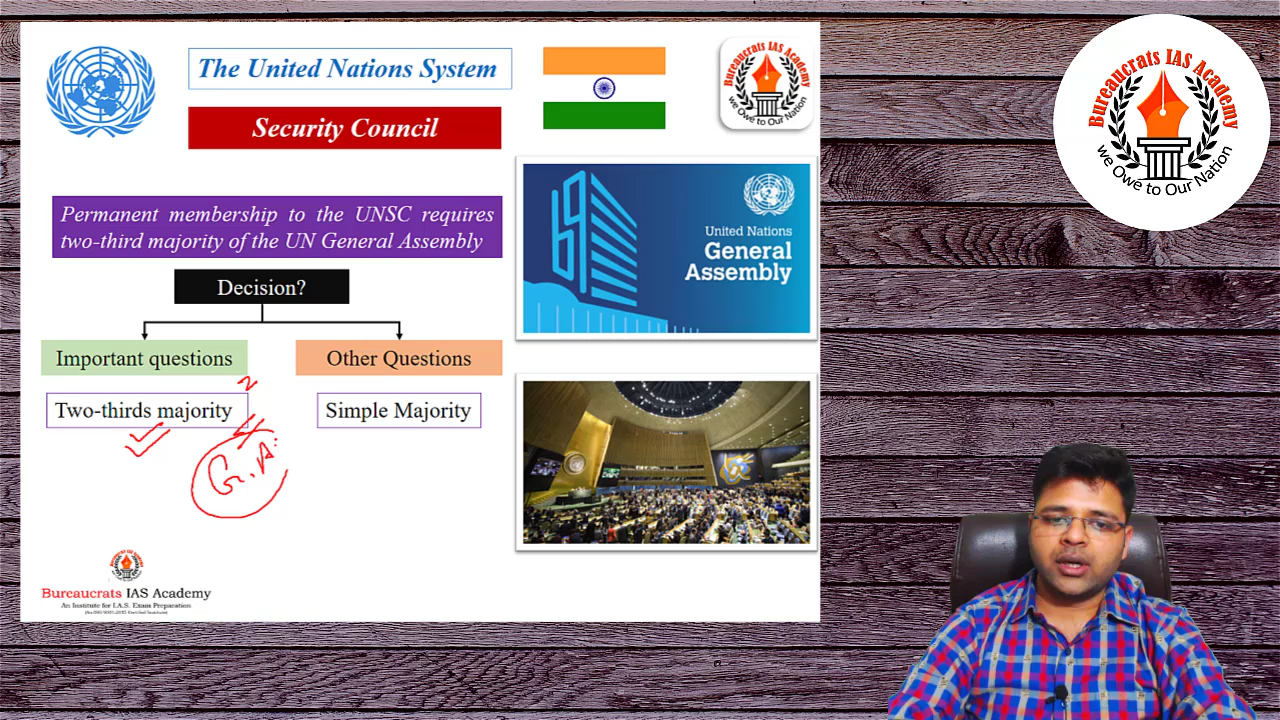 The United Nations System
Security Council
Bureaucrats IAS Academy
we Owe to Our Nation
Bureaucrats IAS Academy
we Owe to Our Nation
Permanent membership to the UNSC requires
two-third majority of the UN General Assembly
Decision?
Important questions
Other Questions
Two-thirds majority
Simple Majority
2
G.A.
69
United Nations
General
Assembly
Bureaucrats IAS Academy
An Institute for I.A.S. Exam Preparation